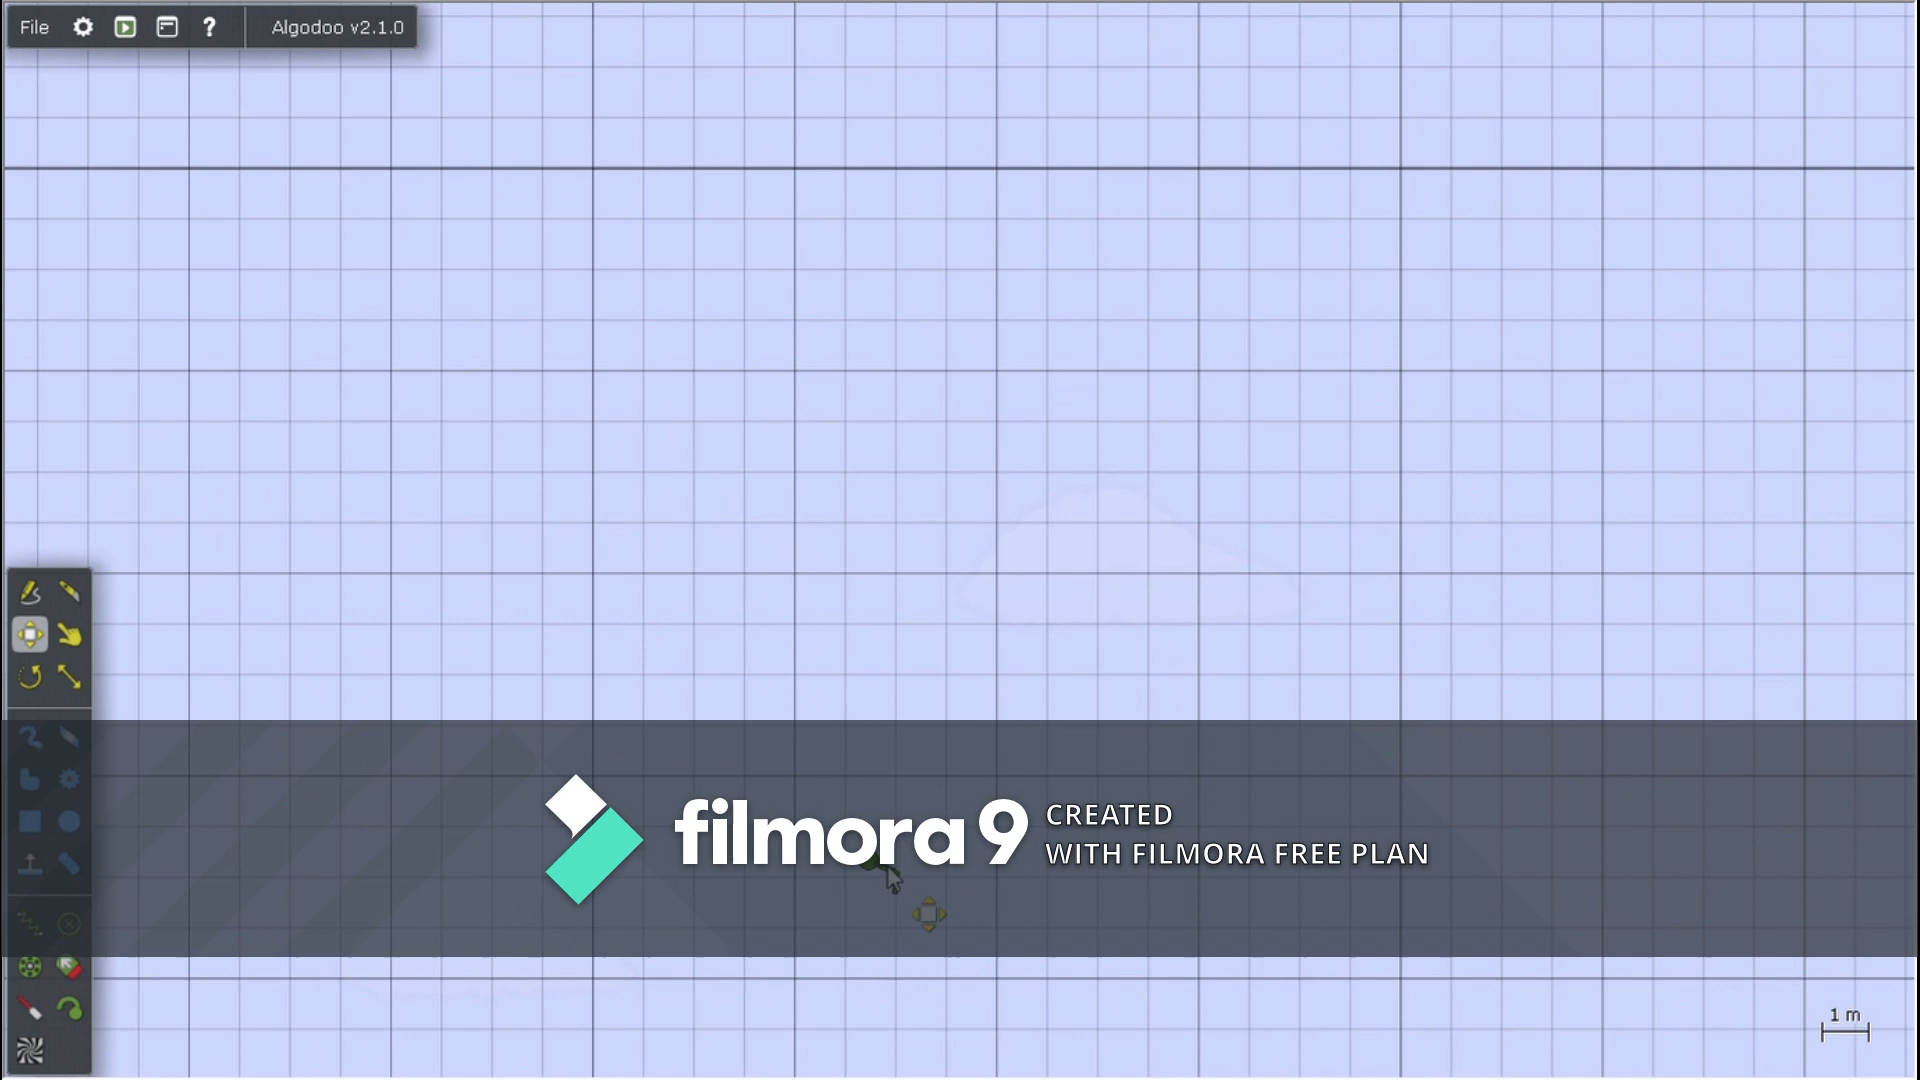 File ? Algodoo v2.1.0
filmora 9 CREATED
WITH FILMORA FREE PLAN
1 m